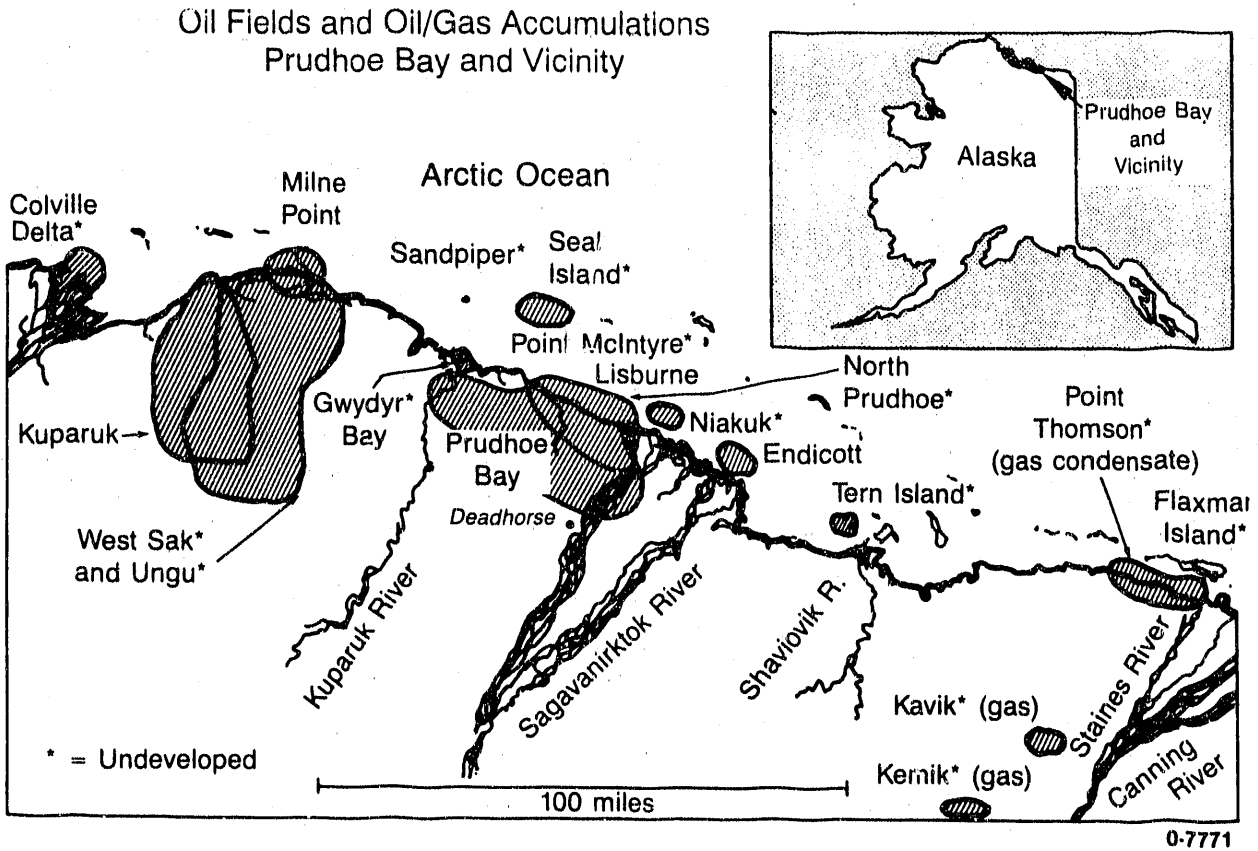 Oil Fields and Oil/Gas Accumulations
Prudhoe Bay and Vicinity
Prudhoe Bay
and
Vicinity
Alaska
Arctic Ocean
Milne
Point
Colville
Delta*
Sandpiper*
Seal
Island*
Point McIntyre*
Lisburne
North
Prudhoe*
Gwydyr*
Bay
Niakuk*
Kuparuk
Prudhoe
Bay
Endicott
Point
Thomson*
(gas condensate)
Tern Island*
Flaxman
Island*
Deadhorse
West Sak*
and Ungu*
Kuparuk River
Sagavanirktok River
Shaviovik R.
Staines River
Canning
River
Kavik* (gas)
Kemik* (gas)
* = Undeveloped
100 miles
0-7771